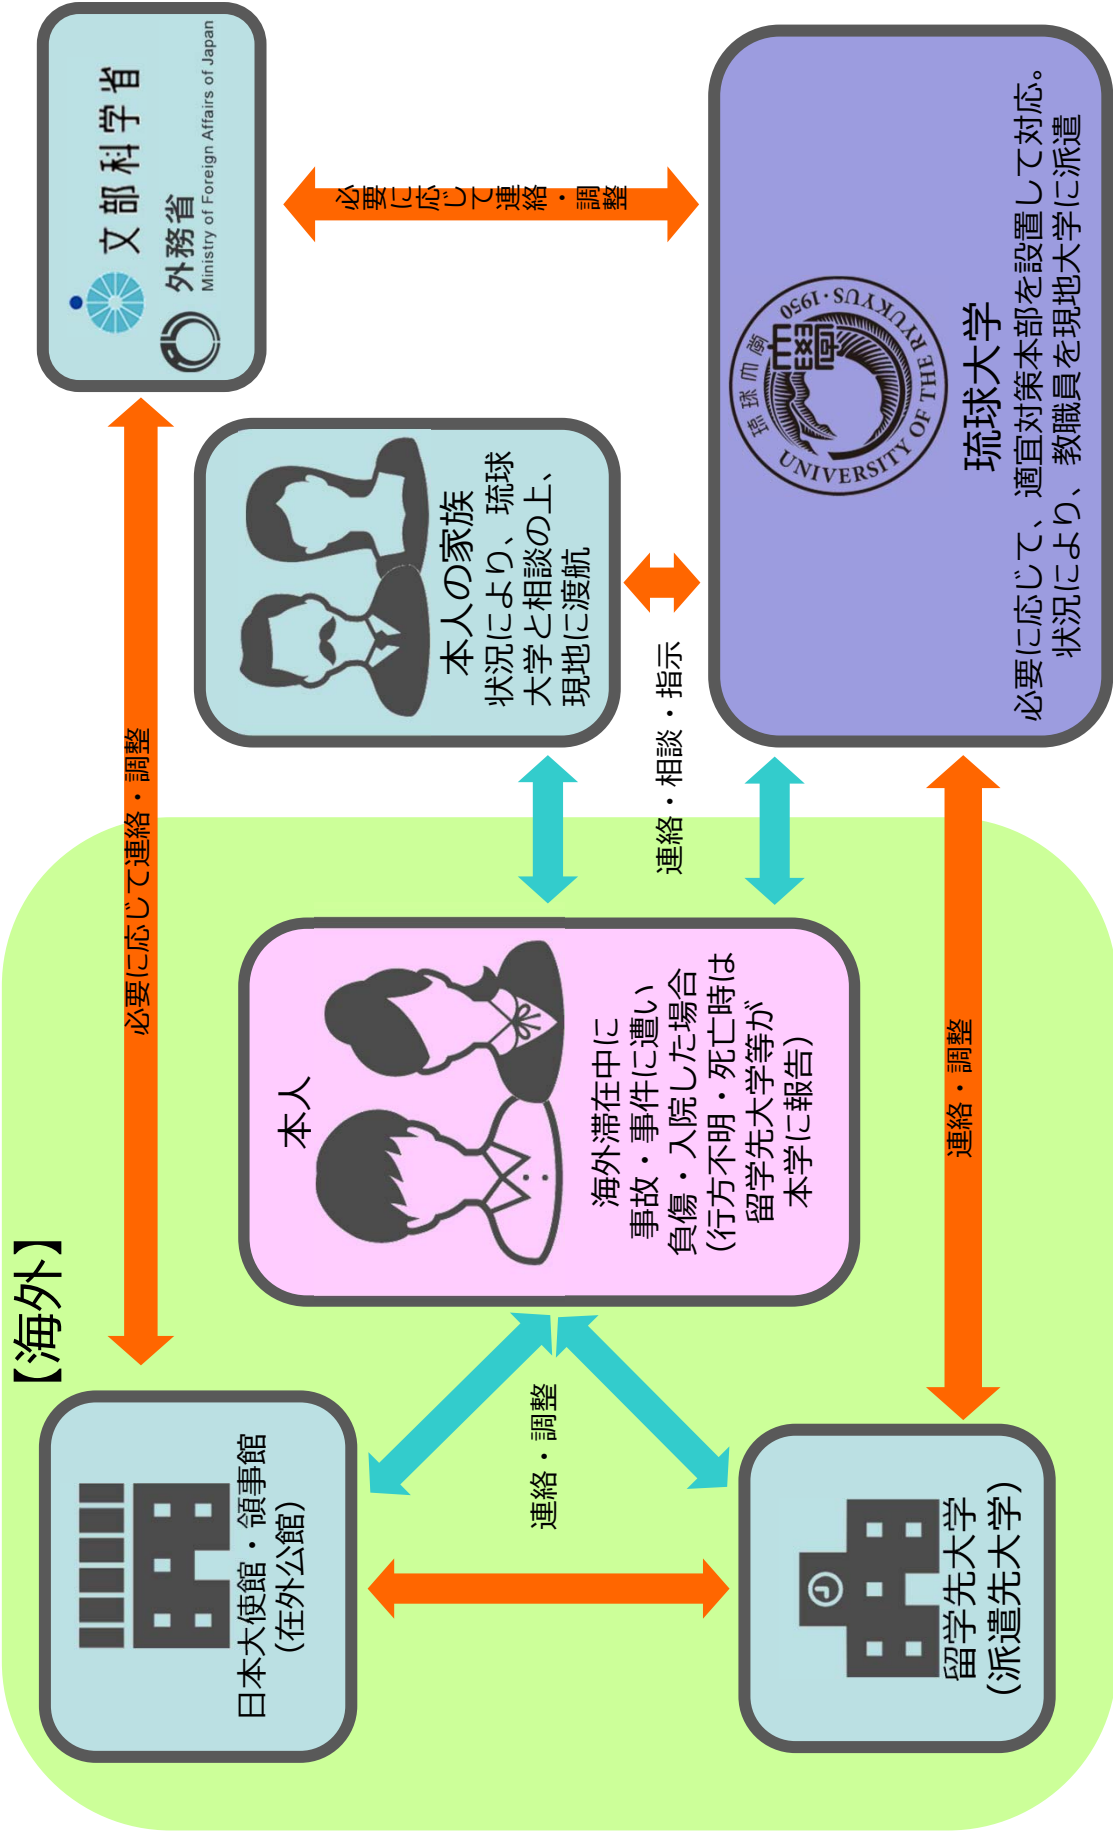 【海外】
日本大使館・領事館
（在外公館）
必要に応じて連絡・調整
文部科学省
外務省
Ministry of Foreign Affairs of Japan
本人
海外滞在中に
事故・事件に遭い
負傷・入院した場合
（行方不明・死亡時は
留学先大学等が
本学に報告）
本人の家族
状況により、琉球
大学と相談の上、
現地に渡航
必要に応じて連絡・調整
連絡・調整
連絡・相談・指示
留学先大学
（派遣先大学）
連絡・調整
琉球大学
UNIVERSITY OF THE RYUKYUS・1950
琉球大学
必要に応じて、適宜対策本部を設置して対応。
状況により、教職員を現地大学に派遣